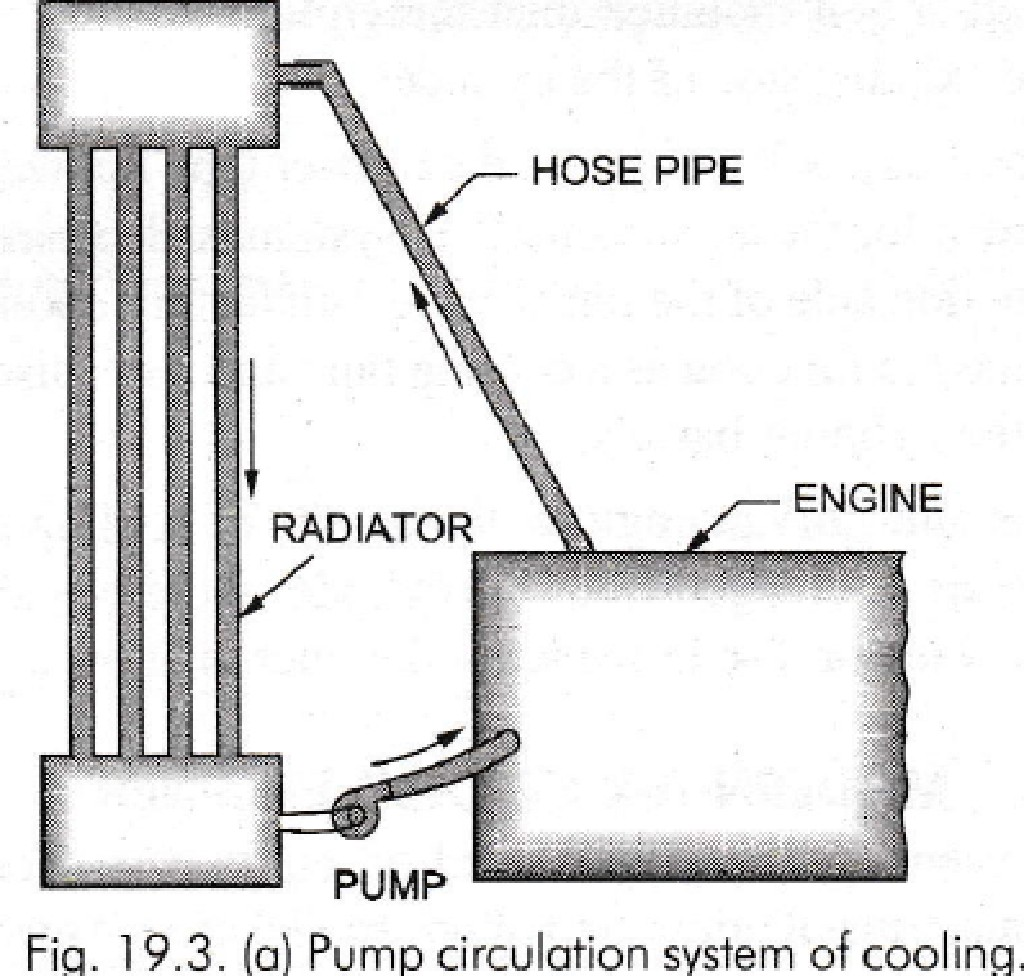 HOSE PIPE
ENGINE
RADIATOR
PUMP
Fig. 19.3. (a) Pump circulation system of cooling.